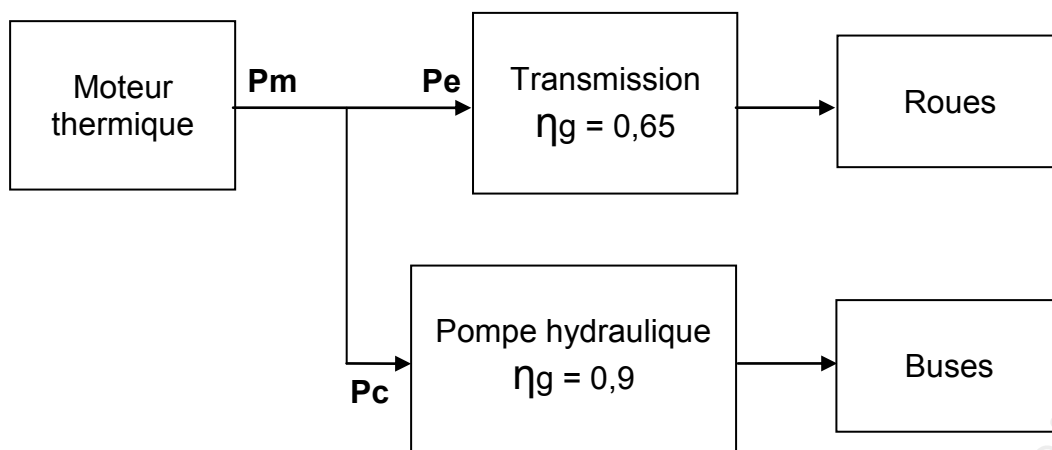 Moteur
thermique
Pm
Pe
Transmission
ηg = 0,65
Roues
Pc
Pompe hydraulique
ηg = 0,9
Buses